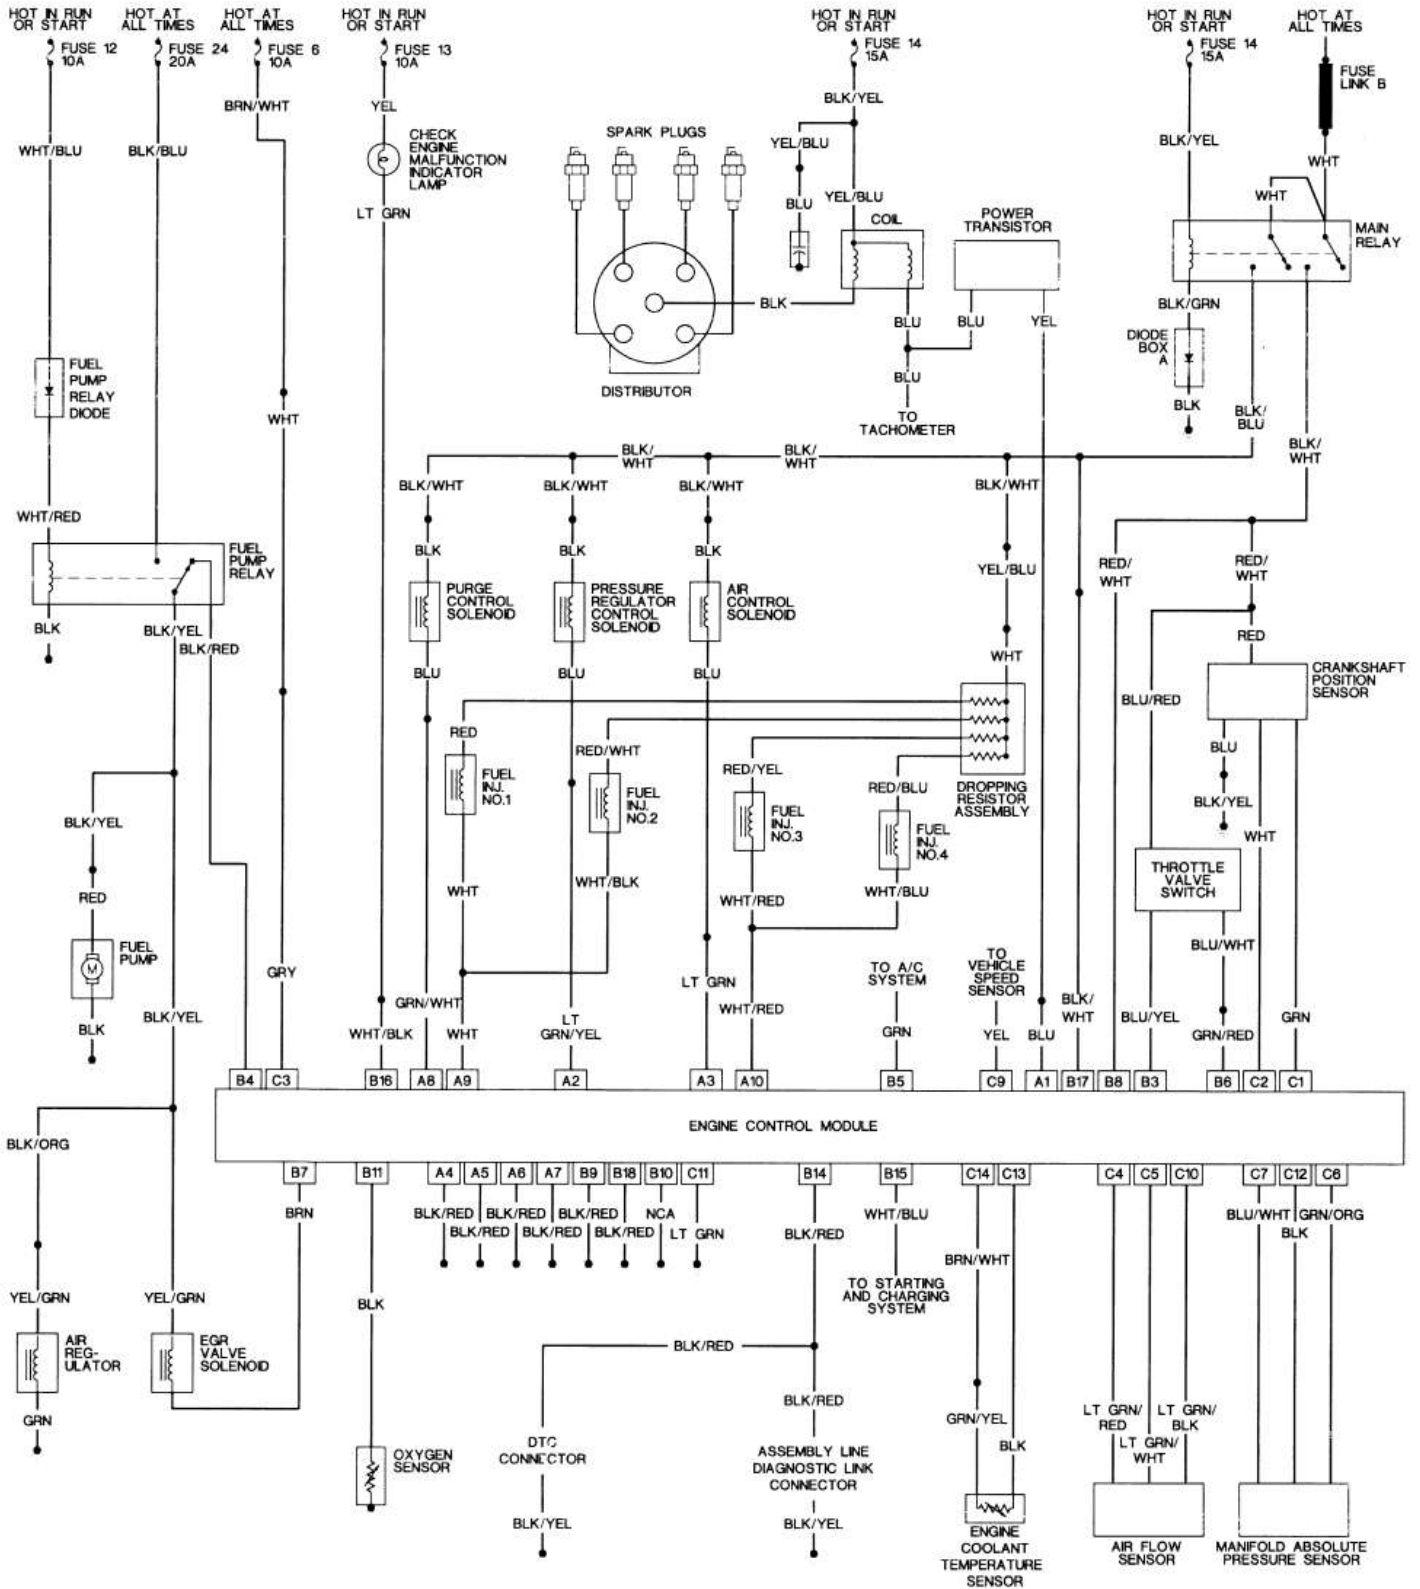 HOT IN RUN
OR START
FUSE 12
10A
HOT AT
ALL TIMES
FUSE 24
20A
HOT AT
ALL TIMES
FUSE 6
10A
HOT IN RUN
OR START
FUSE 13
10A
HOT IN RUN
OR START
FUSE 14
15A
HOT IN RUN
OR START
FUSE 14
15A
HOT AT
ALL TIMES
FUSE
LINK B
BRN/WHT
YEL
BLK/YEL
WHT/BLU
BLK/BLU
CHECK
ENGINE
MALFUNCTION
INDICATOR
LAMP
SPARK PLUGS
YEL/BLU
BLK/YEL
WHT
LT GRN
BLU
YEL/BLU
WHT
COIL
POWER
TRANSISTOR
MAIN
RELAY
BLK
BLU
BLU
YEL
BLK/GRN
DIODE
BOX
A
FUEL
PUMP
RELAY
DIODE
DISTRIBUTOR
BLU
BLK
TO
TACHOMETER
WHT
BLK/
BLU
BLK/
WHT
BLK/
WHT
BLK/
WHT
BLK/WHT
BLK/WHT
BLK/WHT
BLK/WHT
WHT/RED
FUEL
PUMP
RELAY
BLK
BLK
BLK
YEL/BLU
RED/
WHT
RED/
WHT
PURGE
CONTROL
SOLENOID
PRESSURE
REGULATOR
CONTROL
SOLENOID
AIR
CONTROL
SOLENOID
BLK
BLK/YEL
BLK/RED
WHT
RED
BLU
BLU
BLU
CRANKSHAFT
POSITION
SENSOR
BLU/RED
RED
RED/WHT
BLU
RED/YEL
RED/BLU
FUEL
INJ.
NO.1
FUEL
INJ.
NO.2
FUEL
INJ.
NO.3
FUEL
INJ.
NO.4
DROPPING
RESISTOR
ASSEMBLY
BLK/YEL
BLK/YEL
WHT
THROTTLE
VALVE
SWITCH
RED
WHT
WHT/BLK
WHT/RED
WHT/BLU
FUEL
PUMP
M
BLU/WHT
GRY
TO A/C
SYSTEM
TO
VEHICLE
SPEED
SENSOR
LT GRN
BLK
BLK/YEL
GRN/WHT
WHT/BLK
WHT
LT
GRN/YEL
WHT/RED
GRN
YEL
BLU
BLK/
WHT
BLU/YEL
GRN/RED
GRN
B4
C3
B16
A8
A9
A2
A3
A10
B5
C9
A1
B17
B8
B3
B6
C2
C1
ENGINE CONTROL MODULE
BLK/ORG
B7
B11
A4
A5
A6
A7
B9
B18
B10
C11
B14
B15
C14
C13
C4
C5
C10
C7
C12
C6
BRN
BLK/RED
BLK/RED
BLK/RED
NCA
BLK/RED
BLK/RED
BLK/RED
LT GRN
BLK/RED
WHT/BLU
BLU/WHT
GRN/ORG
BLK
BRN/WHT
YEL/GRN
YEL/GRN
BLK
TO STARTING
AND CHARGING
SYSTEM
AIR
REG-
ULATOR
EGR
VALVE
SOLENOID
BLK/RED
BLK/RED
GRN
GRN/YEL
BLK
LT GRN/
RED
LT GRN/
BLK
LT GRN/
WHT
OXYGEN
SENSOR
DTC
CONNECTOR
ASSEMBLY LINE
DIAGNOSTIC LINK
CONNECTOR
BLK/YEL
BLK/YEL
ENGINE
COOLANT
TEMPERATURE
SENSOR
AIR FLOW
SENSOR
MANIFOLD ABSOLUTE
PRESSURE SENSOR